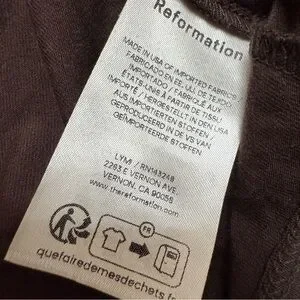 Reformation
MADE IN USA OF IMPORTED FABRICS
FABRICADO EN EE. UU. DE TEJIDO
IMPORTADO / FABRIQUÉ AUX
ÉTATS-UNIS À PARTIR DE TISSU
IMPORTÉ / HERGESTELLT IN DEN USA
AUS IMPORTIERTEN STOFFEN /
GEPRODUCEERD IN DE VS VAN
GEÏMPORTEERDE STOFFEN
LYMI / RN143248
2263 E VERNON AVE.
VERNON, CA 90058
www.thereformation.com
FR
quefairedemesdechets.fr